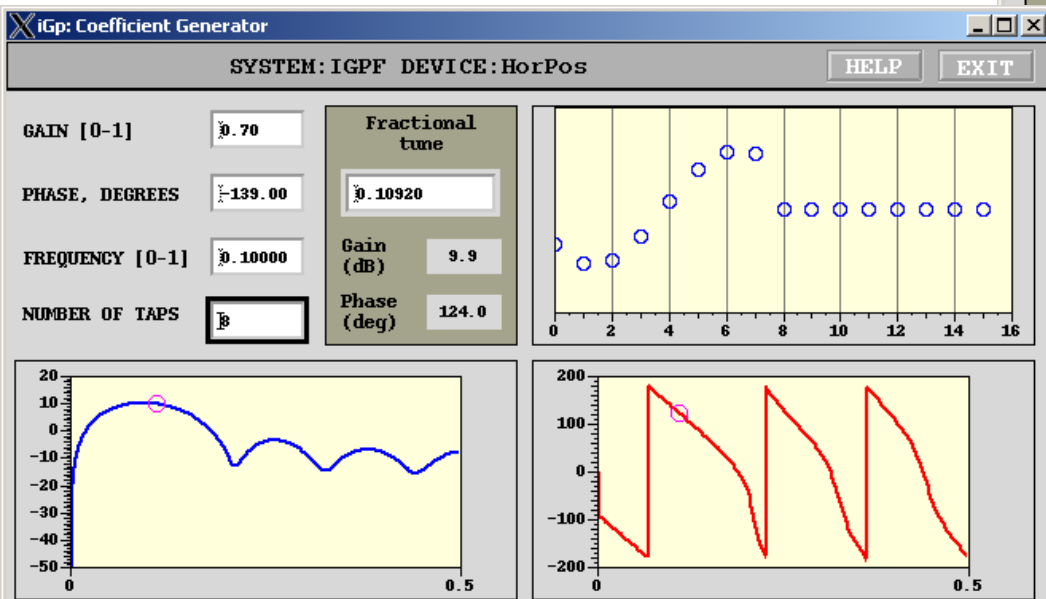 iGp: Coefficient Generator
SYSTEM:IGPF DEVICE:HorPos
HELP
EXIT
GAIN [0-1]
0.70
PHASE, DEGREES
-139.00
FREQUENCY [0-1]
0.10000
NUMBER OF TAPS
8
Fractional
tune
0.10920
Gain
(dB)
9.9
Phase
(deg)
124.0
0 2 4 6 8 10 12 14 16
20
10
0
-10
-20
-30
-40
-50
0 0.5
200
100
0
-100
-200
0 0.5